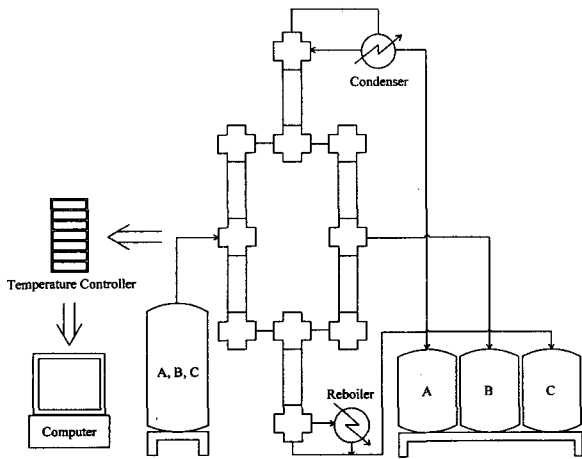 Condenser
Temperature Controller
A, B, C
Reboiler
A
B
C
Computer